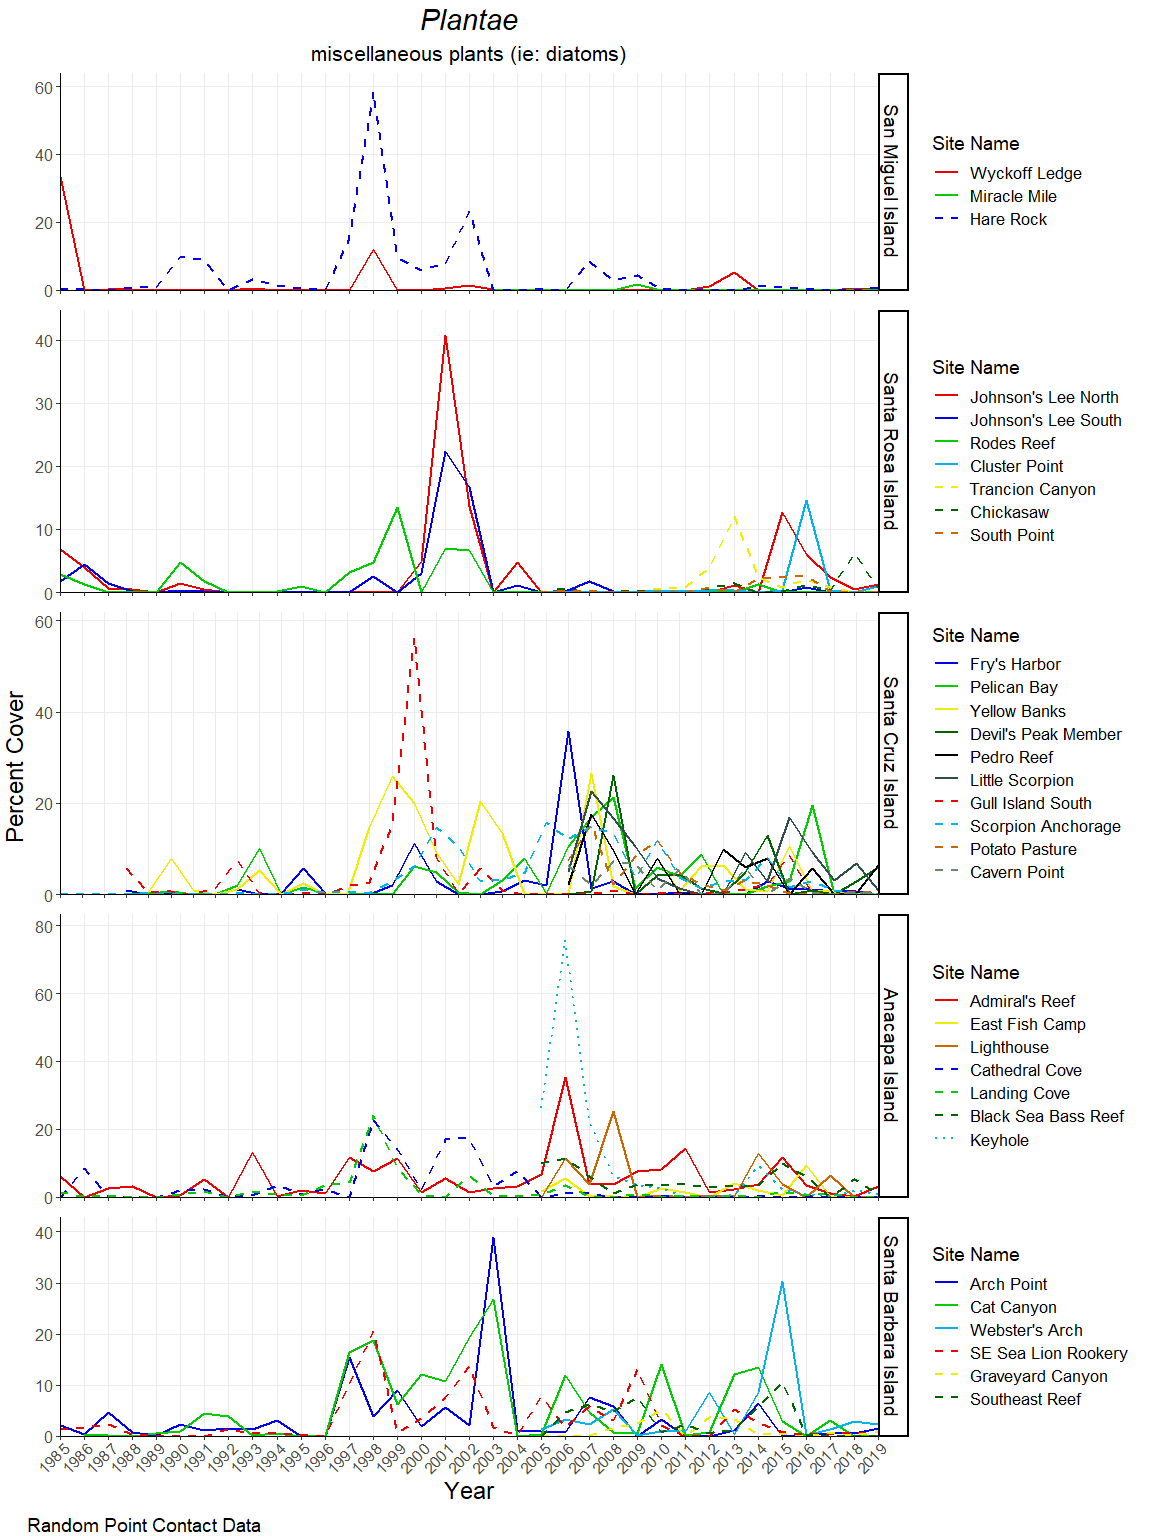 Plantae
miscellaneous plants (ie: diatoms)
Percent Cover
60
40
20
0
San Miguel Island
Site Name
Wyckoff Ledge
Miracle Mile
Hare Rock
40
30
20
10
0
Santa Rosa Island
Site Name
Johnson's Lee North
Johnson's Lee South
Rodes Reef
Cluster Point
Trancion Canyon
Chickasaw
South Point
60
40
20
0
Santa Cruz Island
Site Name
Fry's Harbor
Pelican Bay
Yellow Banks
Devil's Peak Member
Pedro Reef
Little Scorpion
Gull Island South
Scorpion Anchorage
Potato Pasture
Cavern Point
80
60
40
20
0
Anacapa Island
Site Name
Admiral's Reef
East Fish Camp
Lighthouse
Cathedral Cove
Landing Cove
Black Sea Bass Reef
Keyhole
40
30
20
10
0
Santa Barbara Island
Site Name
Arch Point
Cat Canyon
Webster's Arch
SE Sea Lion Rookery
Graveyard Canyon
Southeast Reef
1985 1986 1987 1988 1989 1990 1991 1992 1993 1994 1995 1996 1997 1998 1999 2000 2001 2002 2003 2004 2005 2006 2007 2008 2009 2010 2011 2012 2013 2014 2015 2016 2017 2018 2019
Year
Random Point Contact Data